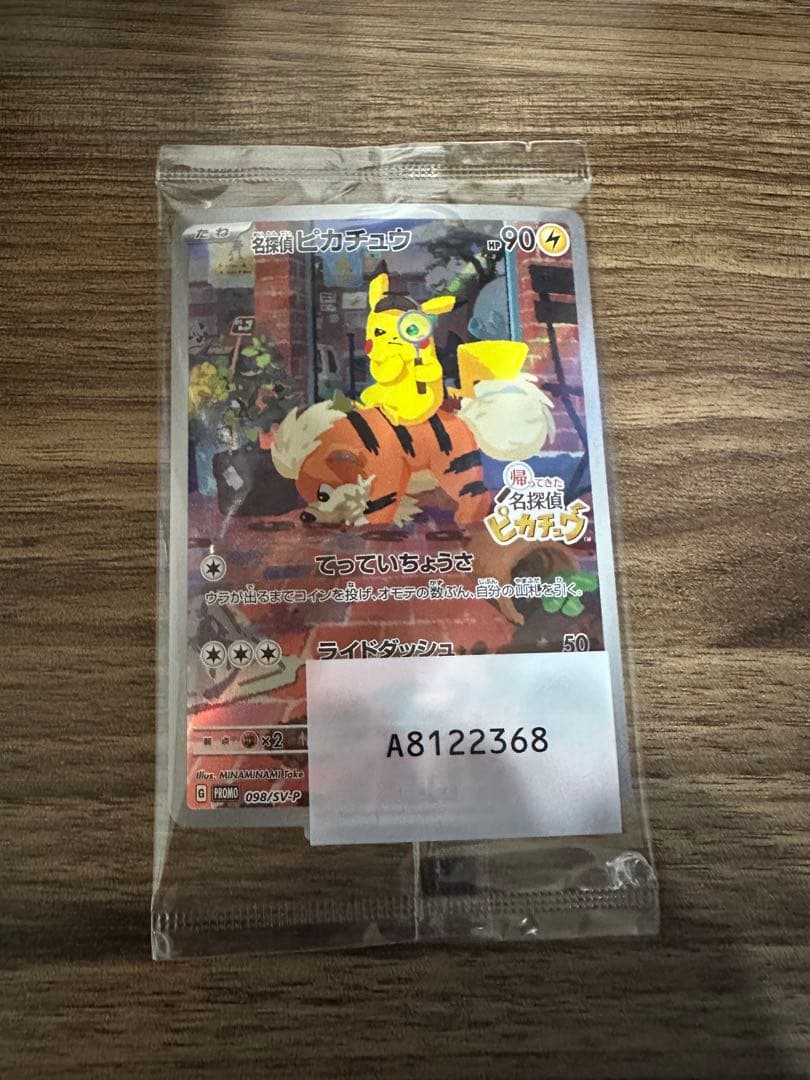 たね
名探偵ピカチュウ
HP90
帰ってきた
名探偵
ピカチュウ
てっていちょうさ
ウラが出るまでコインを投げ、オモテの数ぶん、自分の山札を引く。
ライドダッシュ 50
弱点 ×2
A8122368
Illus. MINAMINAMI Take
G PROMO 098/SV-P